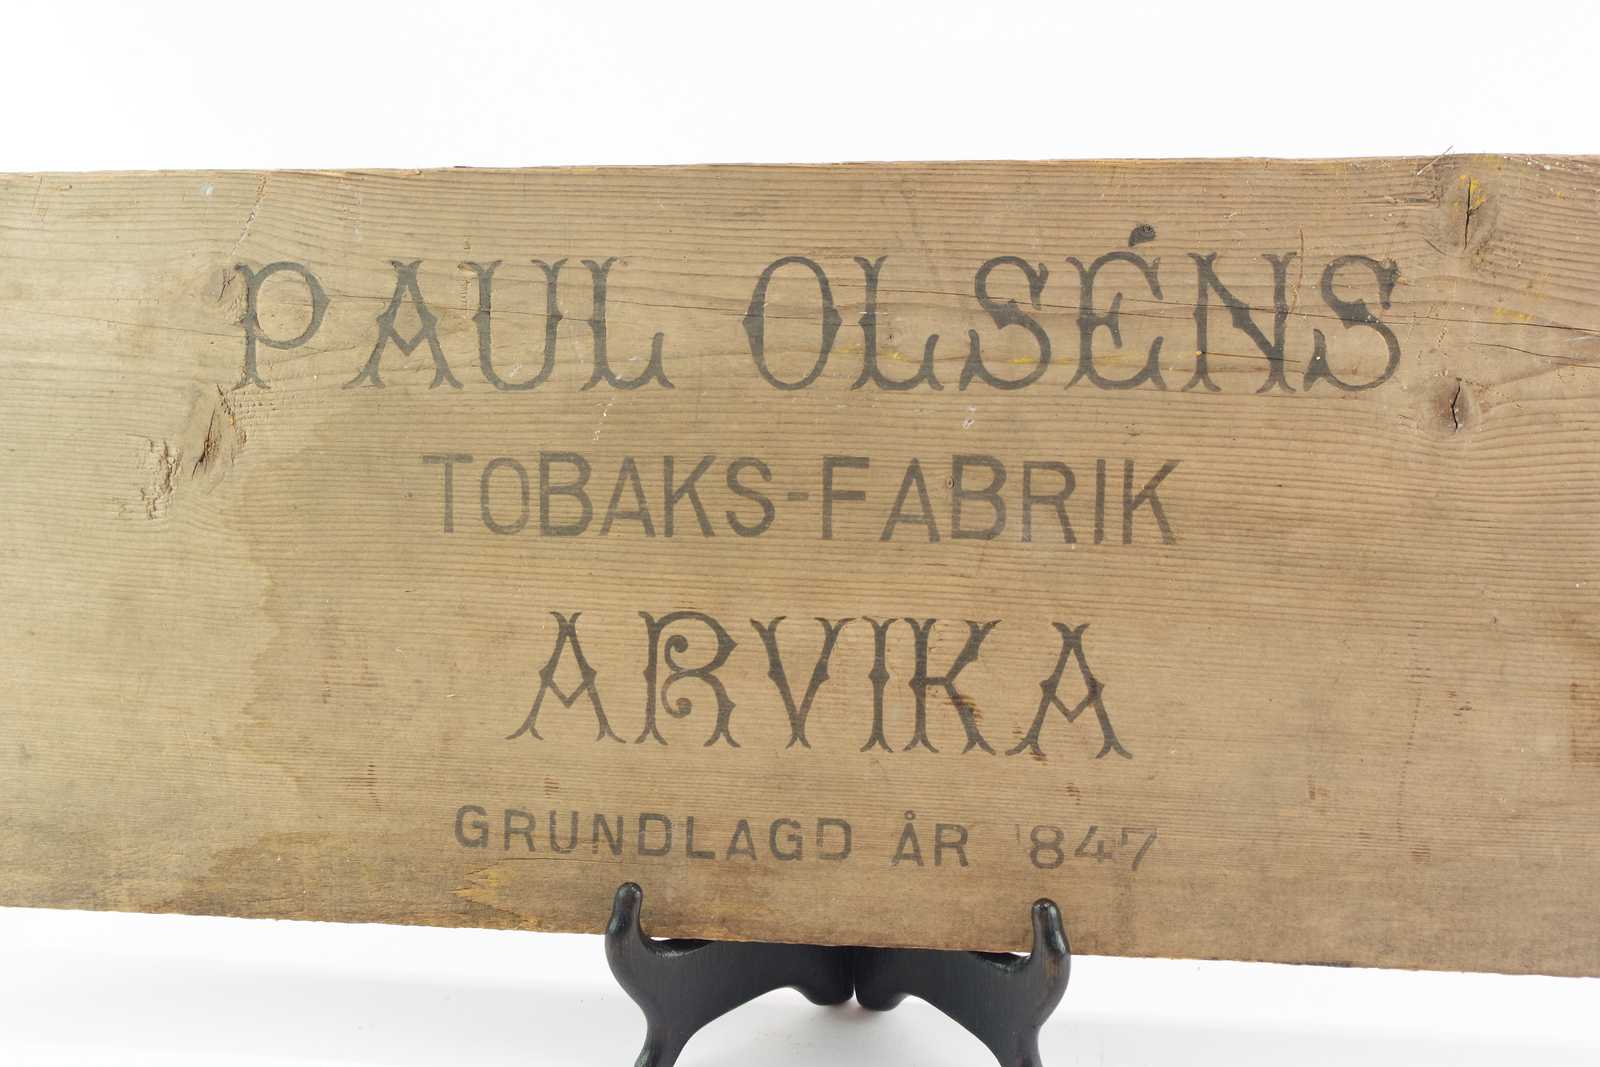 PAUL OLSÉNS
TOBAKS-FABRIK
ARVIKA
GRUNDLAGD ÅR 1847